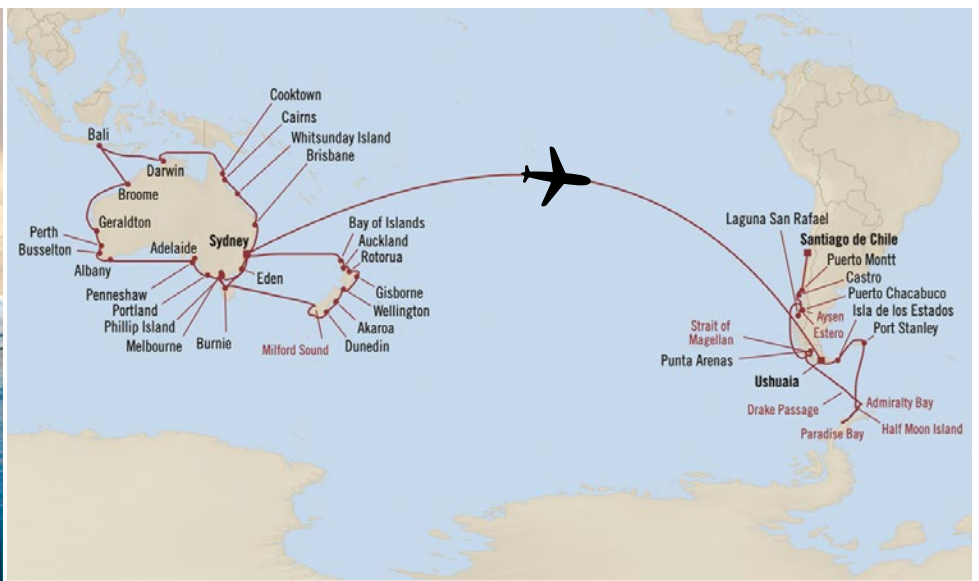 Cooktown
Cairns
Whitsunday Island
Brisbane
Bali
Darwin
Broome
Geraldton
Perth
Busselton
Albany
Adelaide
Sydney
Eden
Penneshaw
Portland
Phillip Island
Melbourne
Burnie
Bay of Islands
Auckland
Rotorua
Gisborne
Wellington
Akaroa
Dunedin
Milford Sound
Laguna San Rafael
Santiago de Chile
Puerto Montt
Castro
Puerto Chacabuco
Aysen
Estero
Isla de los Estados
Port Stanley
Strait of
Magellan
Punta Arenas
Ushuaia
Drake Passage
Admiralty Bay
Half Moon Island
Paradise Bay